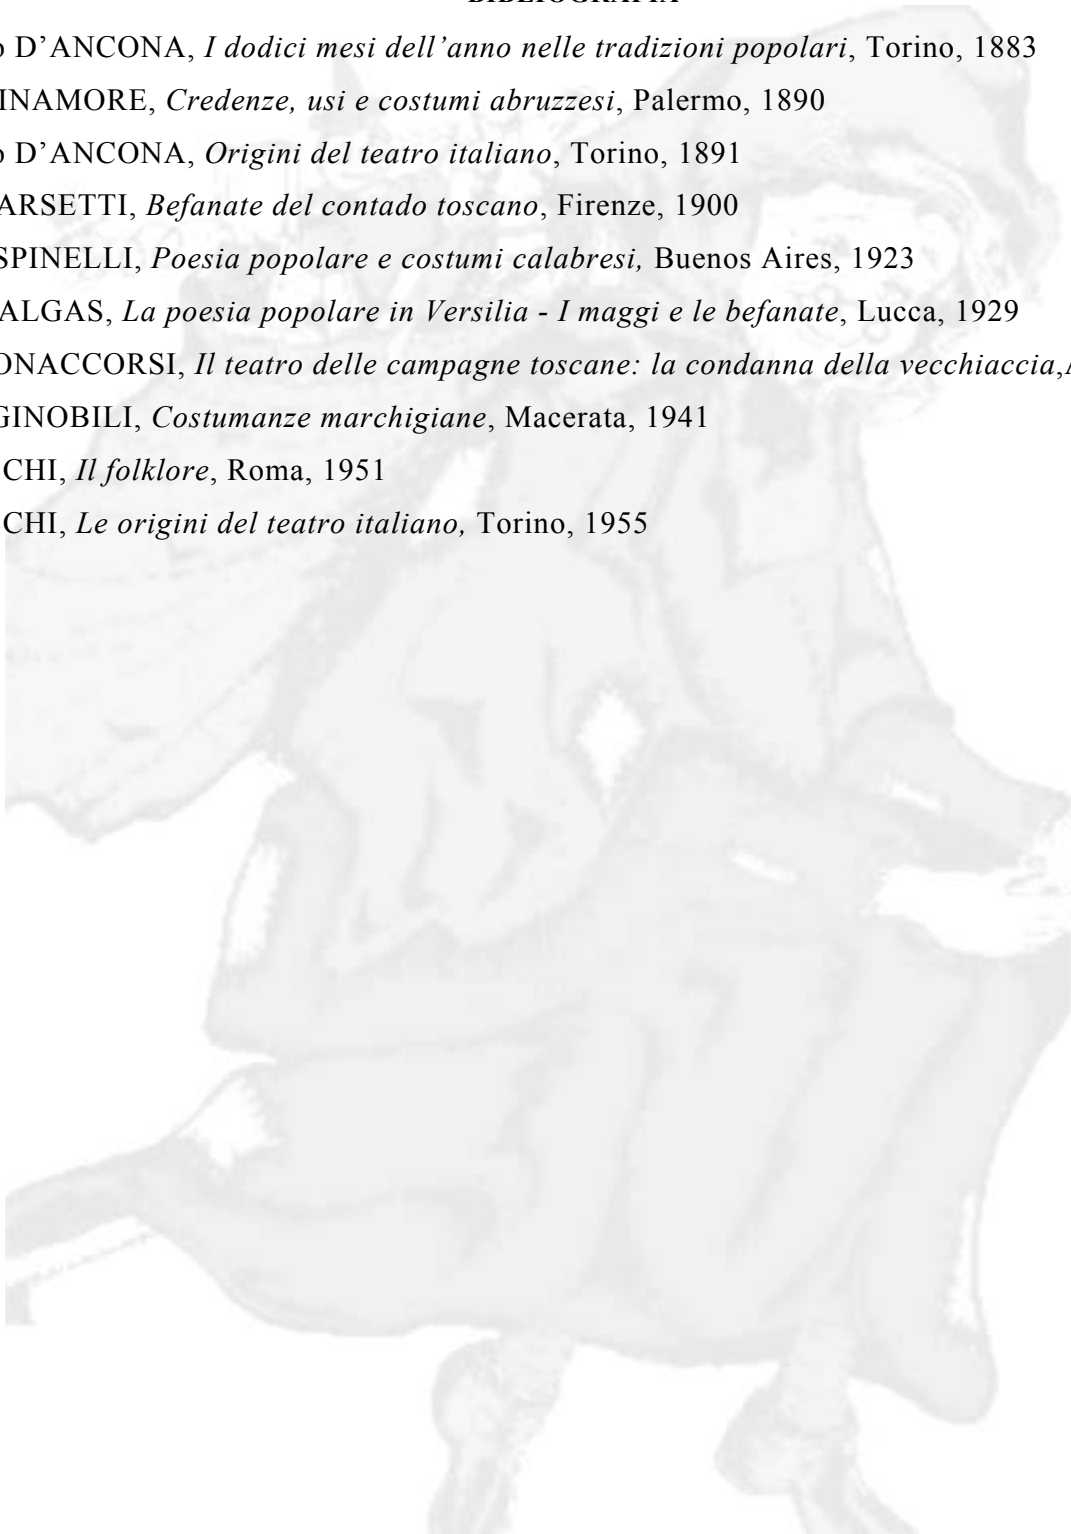 BIBLIOGRAFIA
o D’ANCONA, I dodici mesi dell’anno nelle tradizioni popolari, Torino, 1883
INAMORE, Credenze, usi e costumi abruzzesi, Palermo, 1890
o D’ANCONA, Origini del teatro italiano, Torino, 1891
ARSETTI, Befanate del contado toscano, Firenze, 1900
SPINELLI, Poesia popolare e costumi calabresi, Buenos Aires, 1923
ALGAS, La poesia popolare in Versilia - I maggi e le befanate, Lucca, 1929
ONACCORSI, Il teatro delle campagne toscane: la condanna della vecchiaccia,
GINOBILI, Costumanze marchigiane, Macerata, 1941
CHI, Il folklore, Roma, 1951
CHI, Le origini del teatro italiano, Torino, 1955